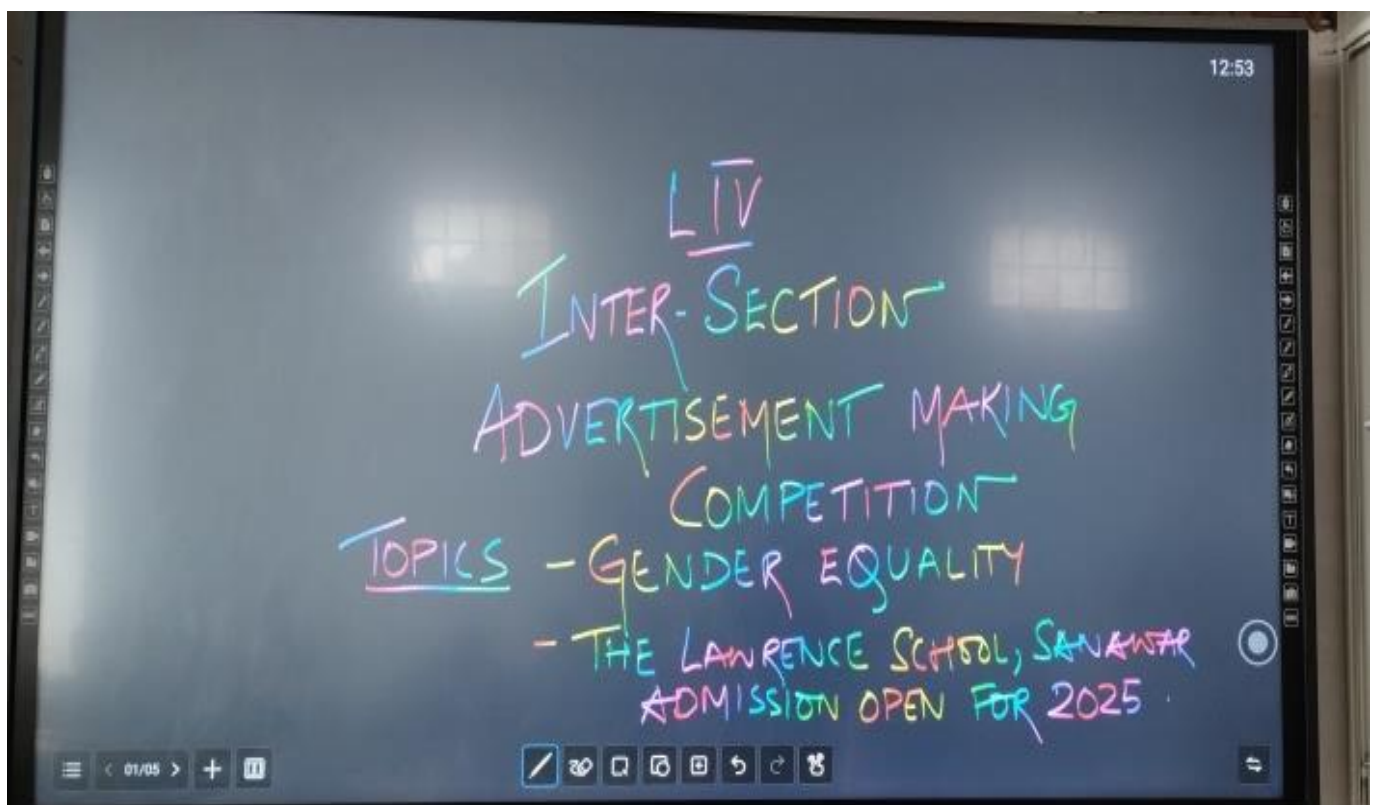 12:53
LIV
INTER-SECTION
ADVERTISEMENT MAKING
COMPETITION
TOPICS - GENDER EQUALITY
- THE LAWRENCE SCHOOL, SANAWAR
ADMISSION OPEN FOR 2025
01/05